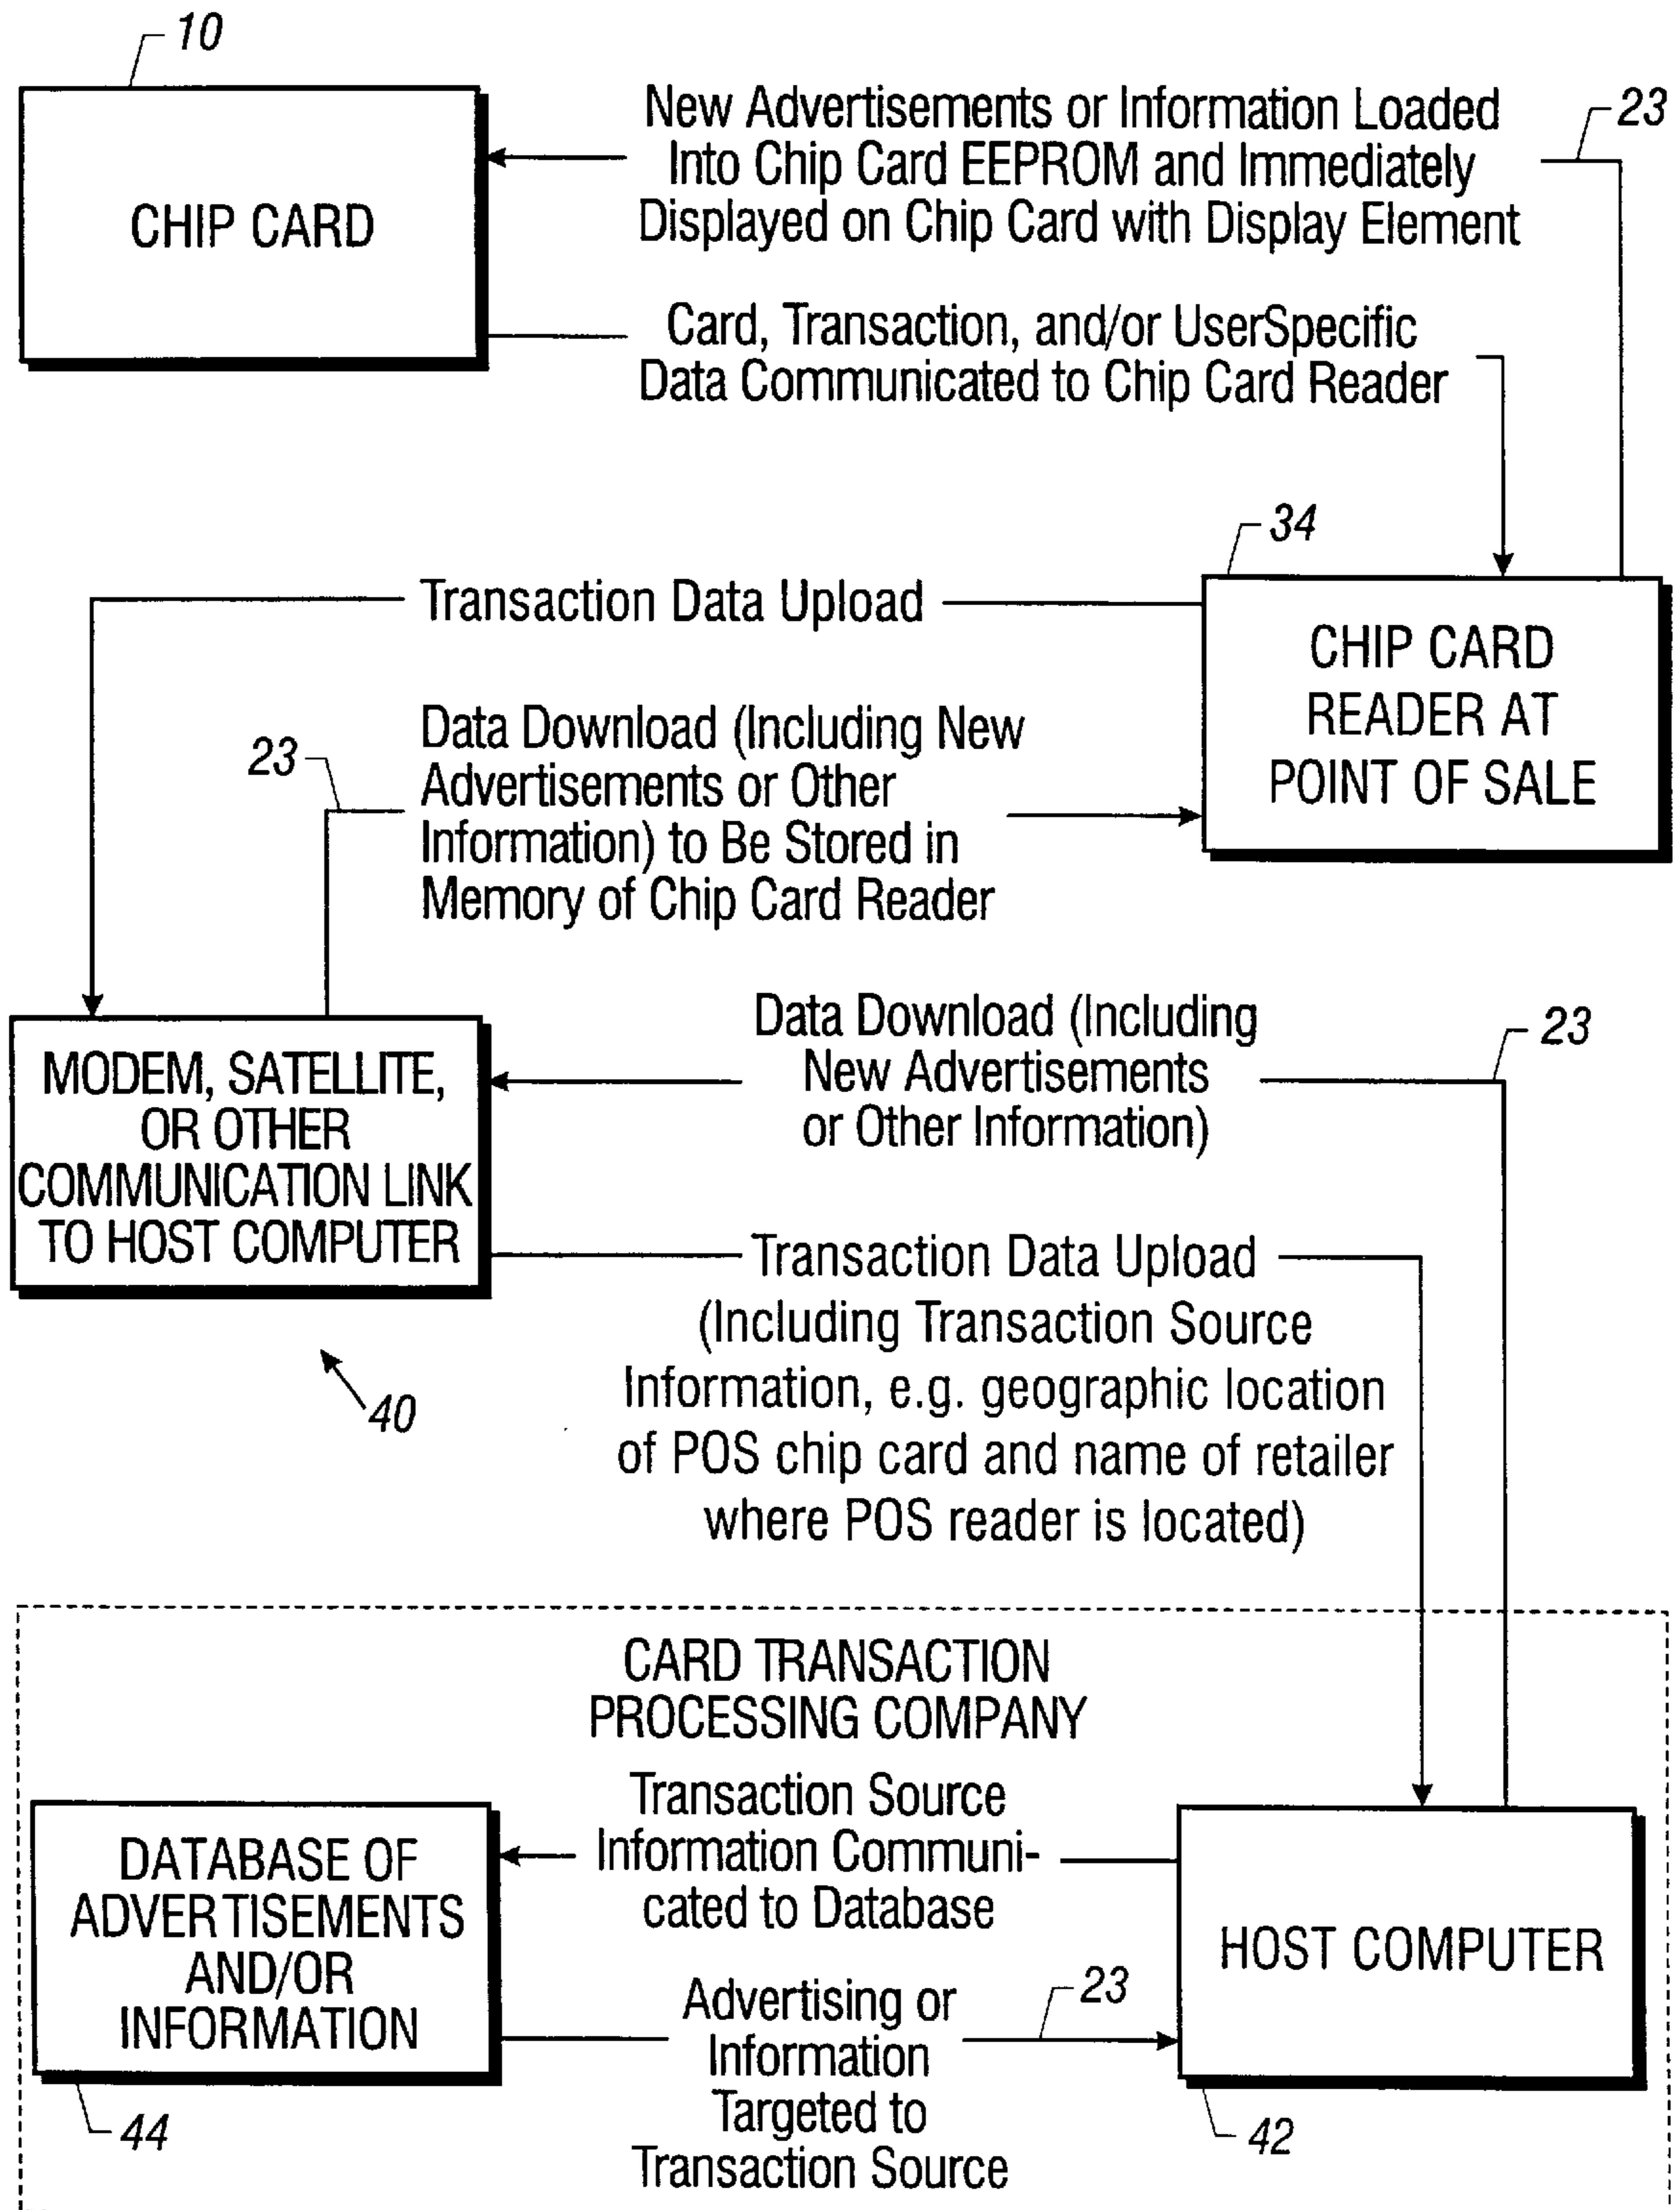 10
CHIP CARD
New Advertisements or Information Loaded
Into Chip Card EEPROM and Immediately
Displayed on Chip Card with Display Element
23
Card, Transaction, and/or UserSpecific
Data Communicated to Chip Card Reader
34
CHIP CARD
READER AT
POINT OF SALE
Transaction Data Upload
23
Data Download (Including New
Advertisements or Other
Information) to Be Stored in
Memory of Chip Card Reader
MODEM, SATELLITE,
OR OTHER
COMMUNICATION LINK
TO HOST COMPUTER
40
Data Download (Including
New Advertisements
or Other Information)
23
Transaction Data Upload
(Including Transaction Source
Information, e.g. geographic location
of POS chip card and name of retailer
where POS reader is located)
CARD TRANSACTION
PROCESSING COMPANY
DATABASE OF
ADVERTISEMENTS
AND/OR
INFORMATION
44
Transaction Source
Information Communi-
cated to Database
Advertising or
Information
Targeted to
Transaction Source
23
HOST COMPUTER
42